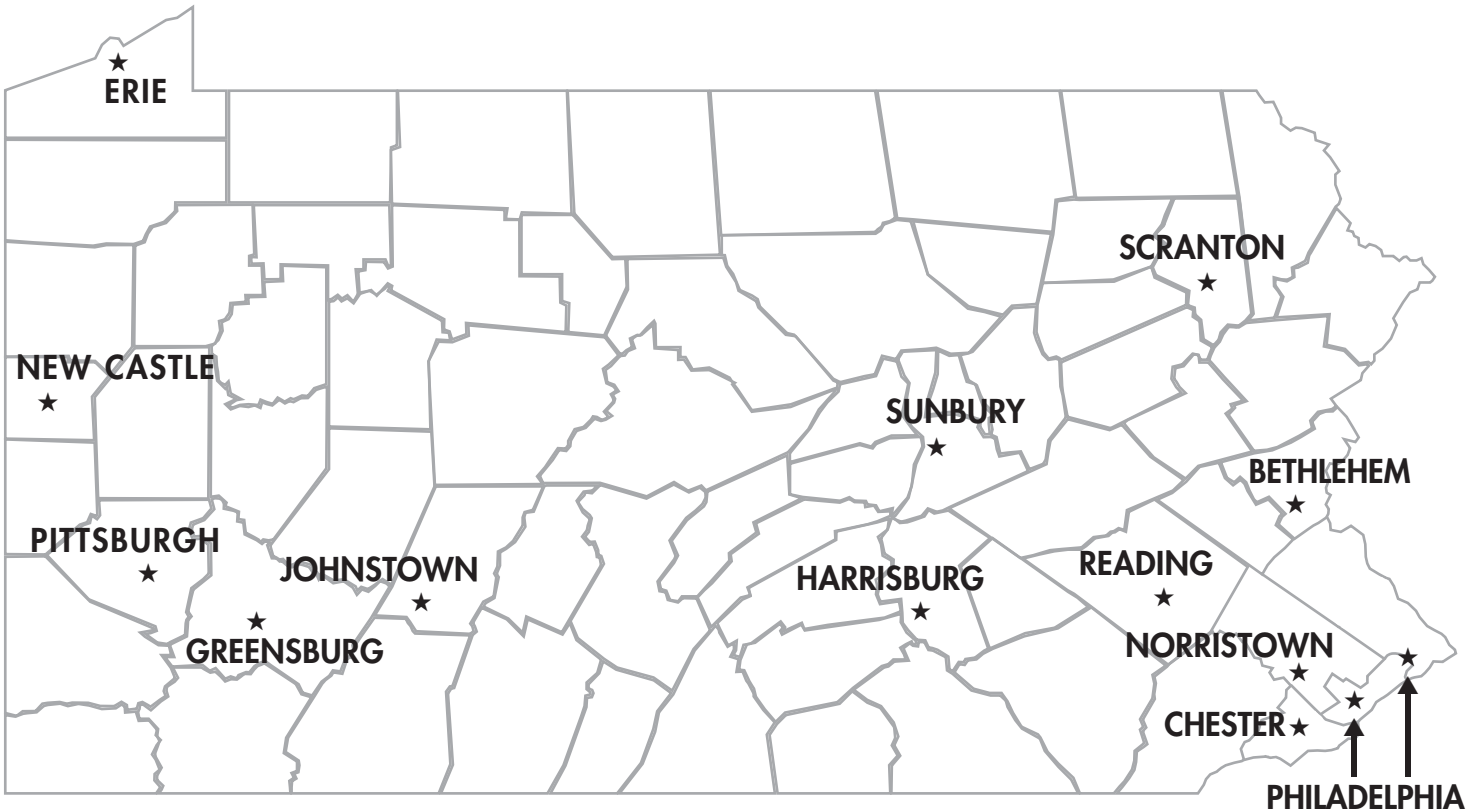 ERIE
SCRANTON
NEW CASTLE
SUNBURY
BETHLEHEM
PITTSBURGH
JOHNSTOWN
READING
HARRISBURG
GREENSBURG
NORRISTOWN
CHESTER
PHILADELPHIA